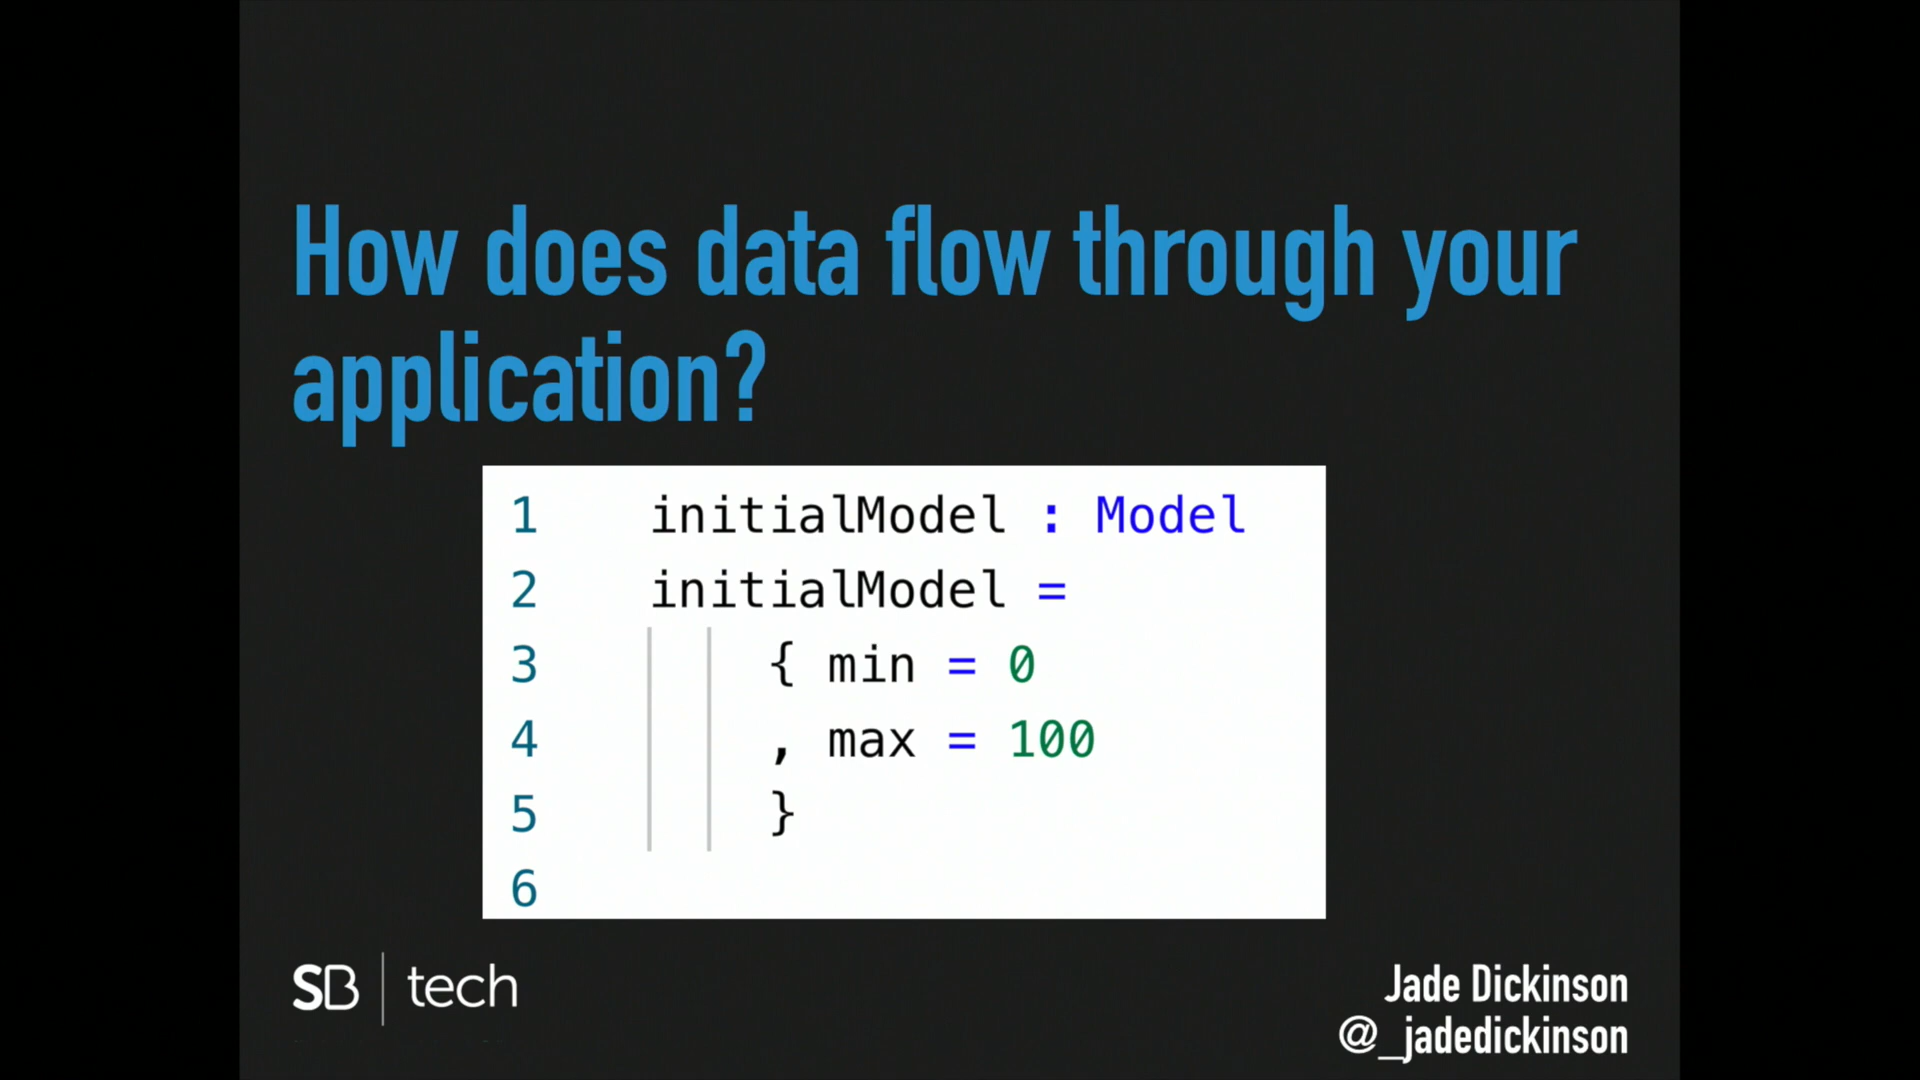 How does data flow through your
application?
1 initialModel : Model
2 initialModel =
3 { min = 0
4 , max = 100
5 }
6
SB | tech
Jade Dickinson
@_jadedickinson